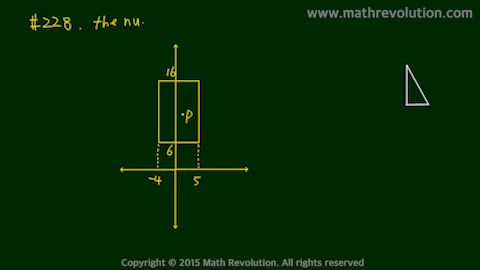 www.mathrevolution.com
#228. the nu.
16
P
6
-4 5
Copyright © 2015 Math Revolution. All rights reserved